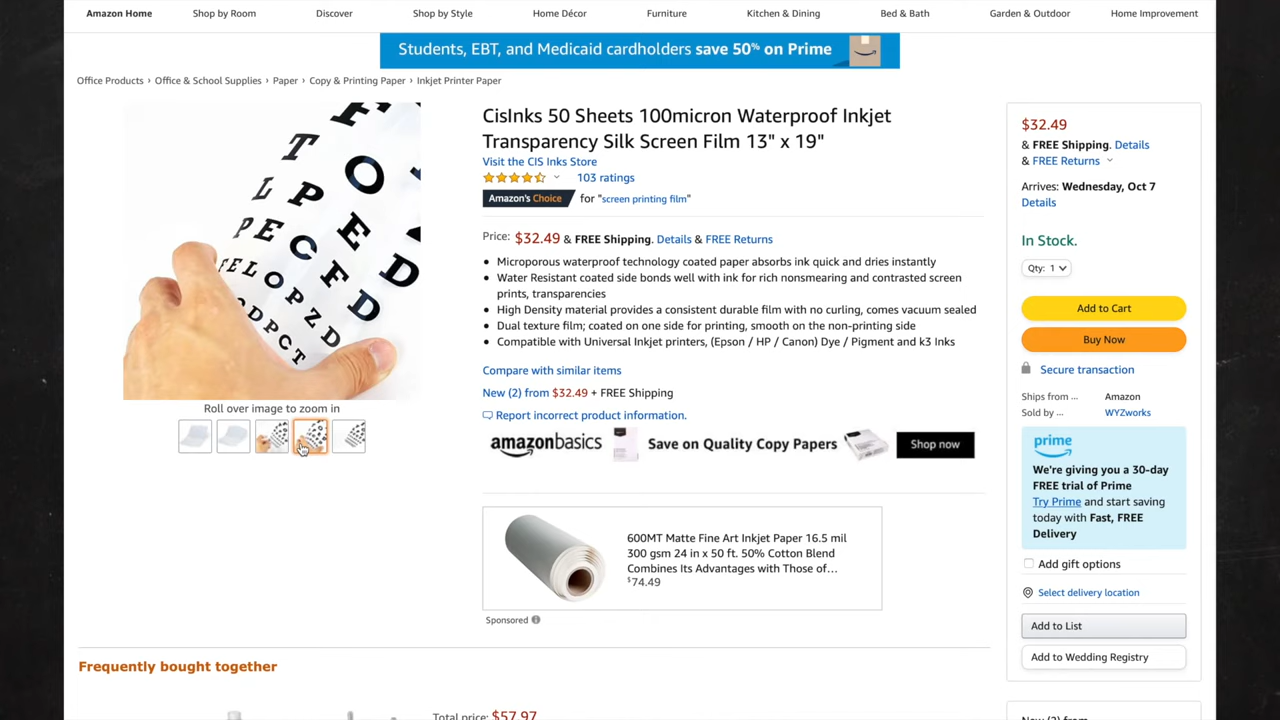 Amazon Home
Shop by Room
Discover
Shop by Style
Home Décor
Furniture
Kitchen & Dining
Bed & Bath
Garden & Outdoor
Home Improvement
Students, EBT, and Medicaid cardholders save 50% on Prime
Office Products › Office & School Supplies › Paper › Copy & Printing Paper › Inkjet Printer Paper
F
T O
L P E
P E C F D
F E L O P Z D
D P C T
Roll over image to zoom in
CisInks 50 Sheets 100micron Waterproof Inkjet
Transparency Silk Screen Film 13" x 19"
Visit the CIS Inks Store
103 ratings
Amazon's Choice for "screen printing film"
Price: $32.49 & FREE Shipping. Details & FREE Returns
• Microporous waterproof technology coated paper absorbs ink quick and dries instantly
• Water Resistant coated side bonds well with ink for rich nonsmearing and contrasted screen
prints, transparencies
• High Density material provides a consistent durable film with no curling, comes vacuum sealed
• Dual texture film; coated on one side for printing, smooth on the non-printing side
• Compatible with Universal Inkjet printers, (Epson / HP / Canon) Dye / Pigment and k3 Inks
Compare with similar items
New (2) from $32.49 + FREE Shipping
Report incorrect product information.
amazonbasics Save on Quality Copy Papers Shop now
600MT Matte Fine Art Inkjet Paper 16.5 mil
300 gsm 24 in x 50 ft. 50% Cotton Blend
Combines Its Advantages with Those of…
$74.49
Sponsored
$32.49
& FREE Shipping. Details
& FREE Returns
Arrives: Wednesday, Oct 7
Details
In Stock.
Qty: 1
Add to Cart
Buy Now
Secure transaction
Ships from ... Amazon
Sold by ... WYZworks
prime
We're giving you a 30-day
FREE trial of Prime
Try Prime and start saving
today with Fast, FREE
Delivery
Add gift options
Select delivery location
Add to List
Add to Wedding Registry
Frequently bought together
Total price: $57.97
New (2) from